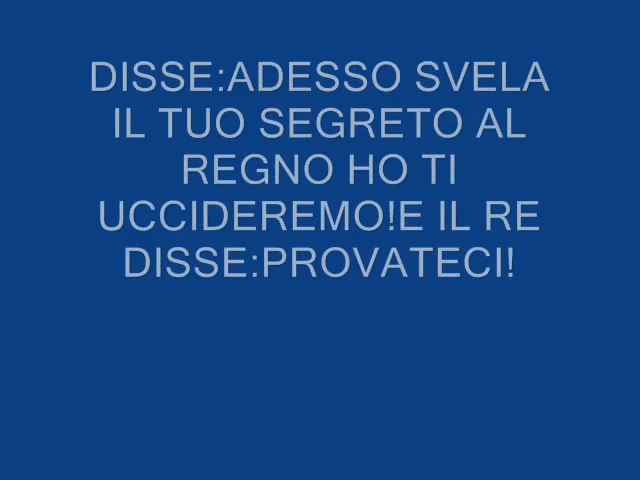 DISSE:ADESSO SVELA
IL TUO SEGRETO AL
REGNO HO TI
UCCIDEREMO!E IL RE
DISSE:PROVATECI!